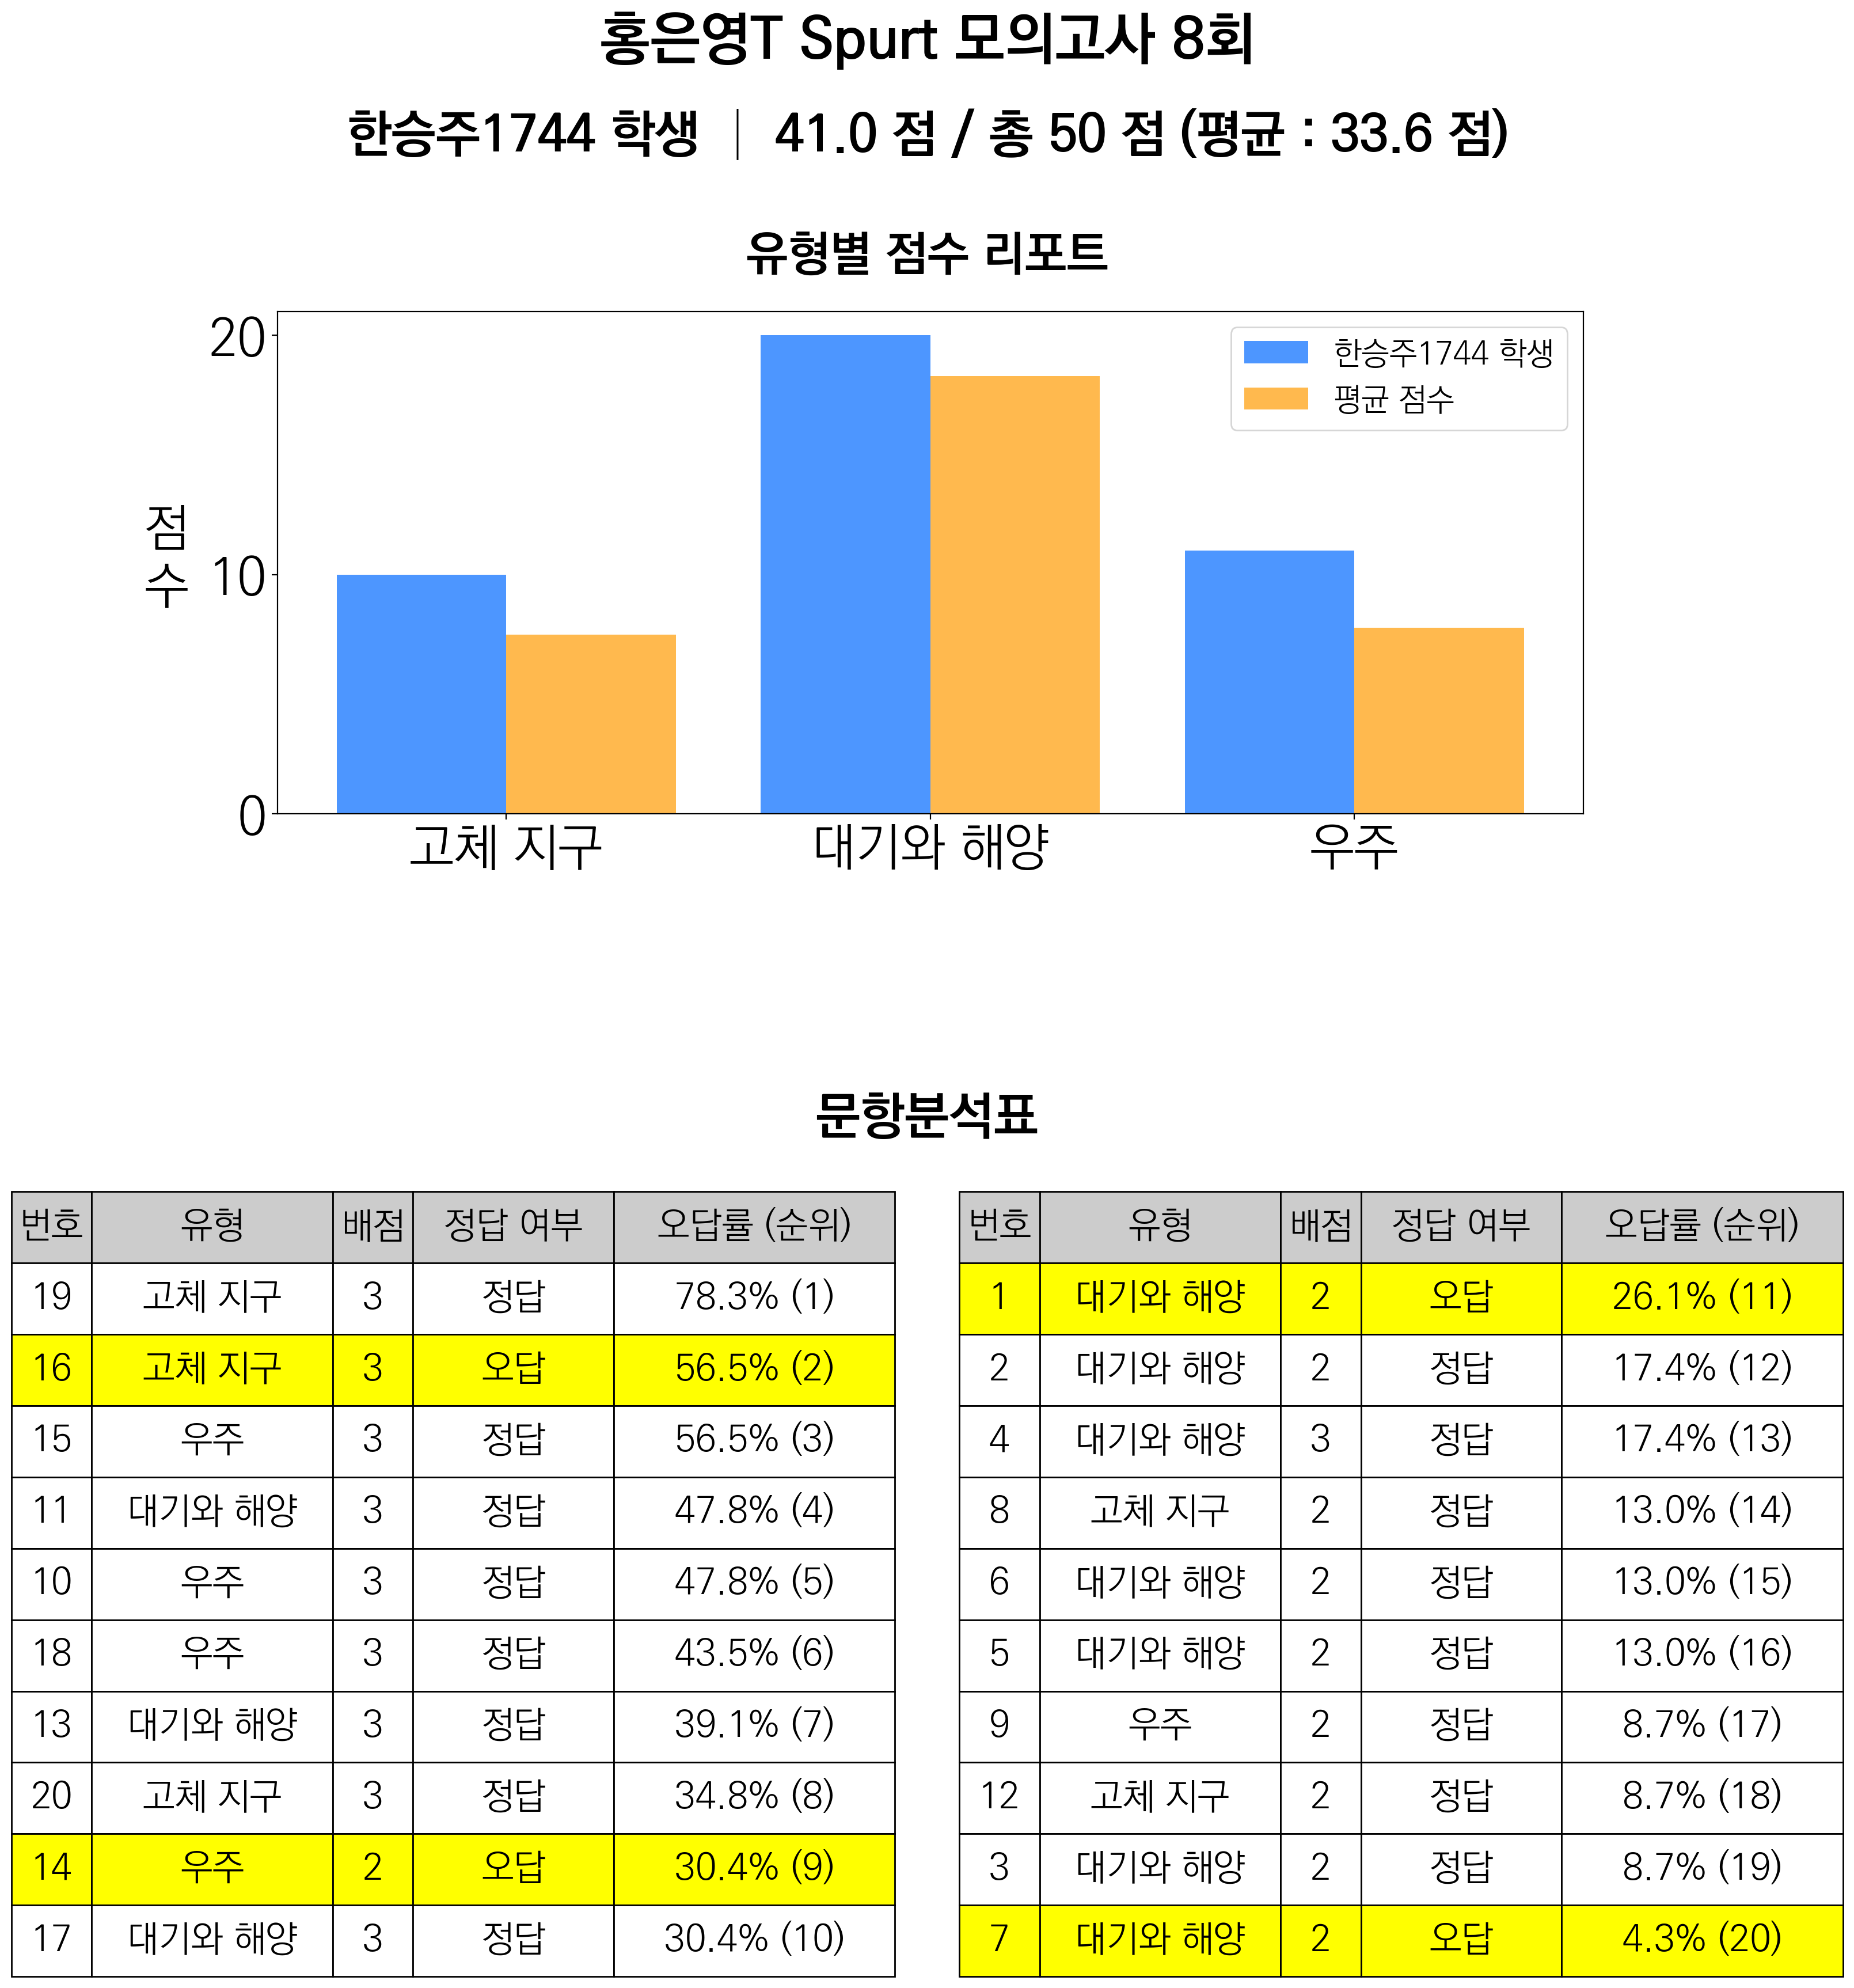 홍은영T Spurt 모의고사 8회
한승주1744 학생 | 41.0 점 / 총 50 점 (평균 : 33.6 점)
유형별 점수 리포트
점
수
20
10
0
한승주1744 학생
평균 점수
고체 지구 대기와 해양 우주
문항분석표
번호 유형 배점 정답 여부 오답률 (순위)
19 고체 지구 3 정답 78.3% (1)
16 고체 지구 3 오답 56.5% (2)
15 우주 3 정답 56.5% (3)
11 대기와 해양 3 정답 47.8% (4)
10 우주 3 정답 47.8% (5)
18 우주 3 정답 43.5% (6)
13 대기와 해양 3 정답 39.1% (7)
20 고체 지구 3 정답 34.8% (8)
14 우주 2 오답 30.4% (9)
17 대기와 해양 3 정답 30.4% (10)
번호 유형 배점 정답 여부 오답률 (순위)
1 대기와 해양 2 오답 26.1% (11)
2 대기와 해양 2 정답 17.4% (12)
4 대기와 해양 3 정답 17.4% (13)
8 고체 지구 2 정답 13.0% (14)
6 대기와 해양 2 정답 13.0% (15)
5 대기와 해양 2 정답 13.0% (16)
9 우주 2 정답 8.7% (17)
12 고체 지구 2 정답 8.7% (18)
3 대기와 해양 2 정답 8.7% (19)
7 대기와 해양 2 오답 4.3% (20)